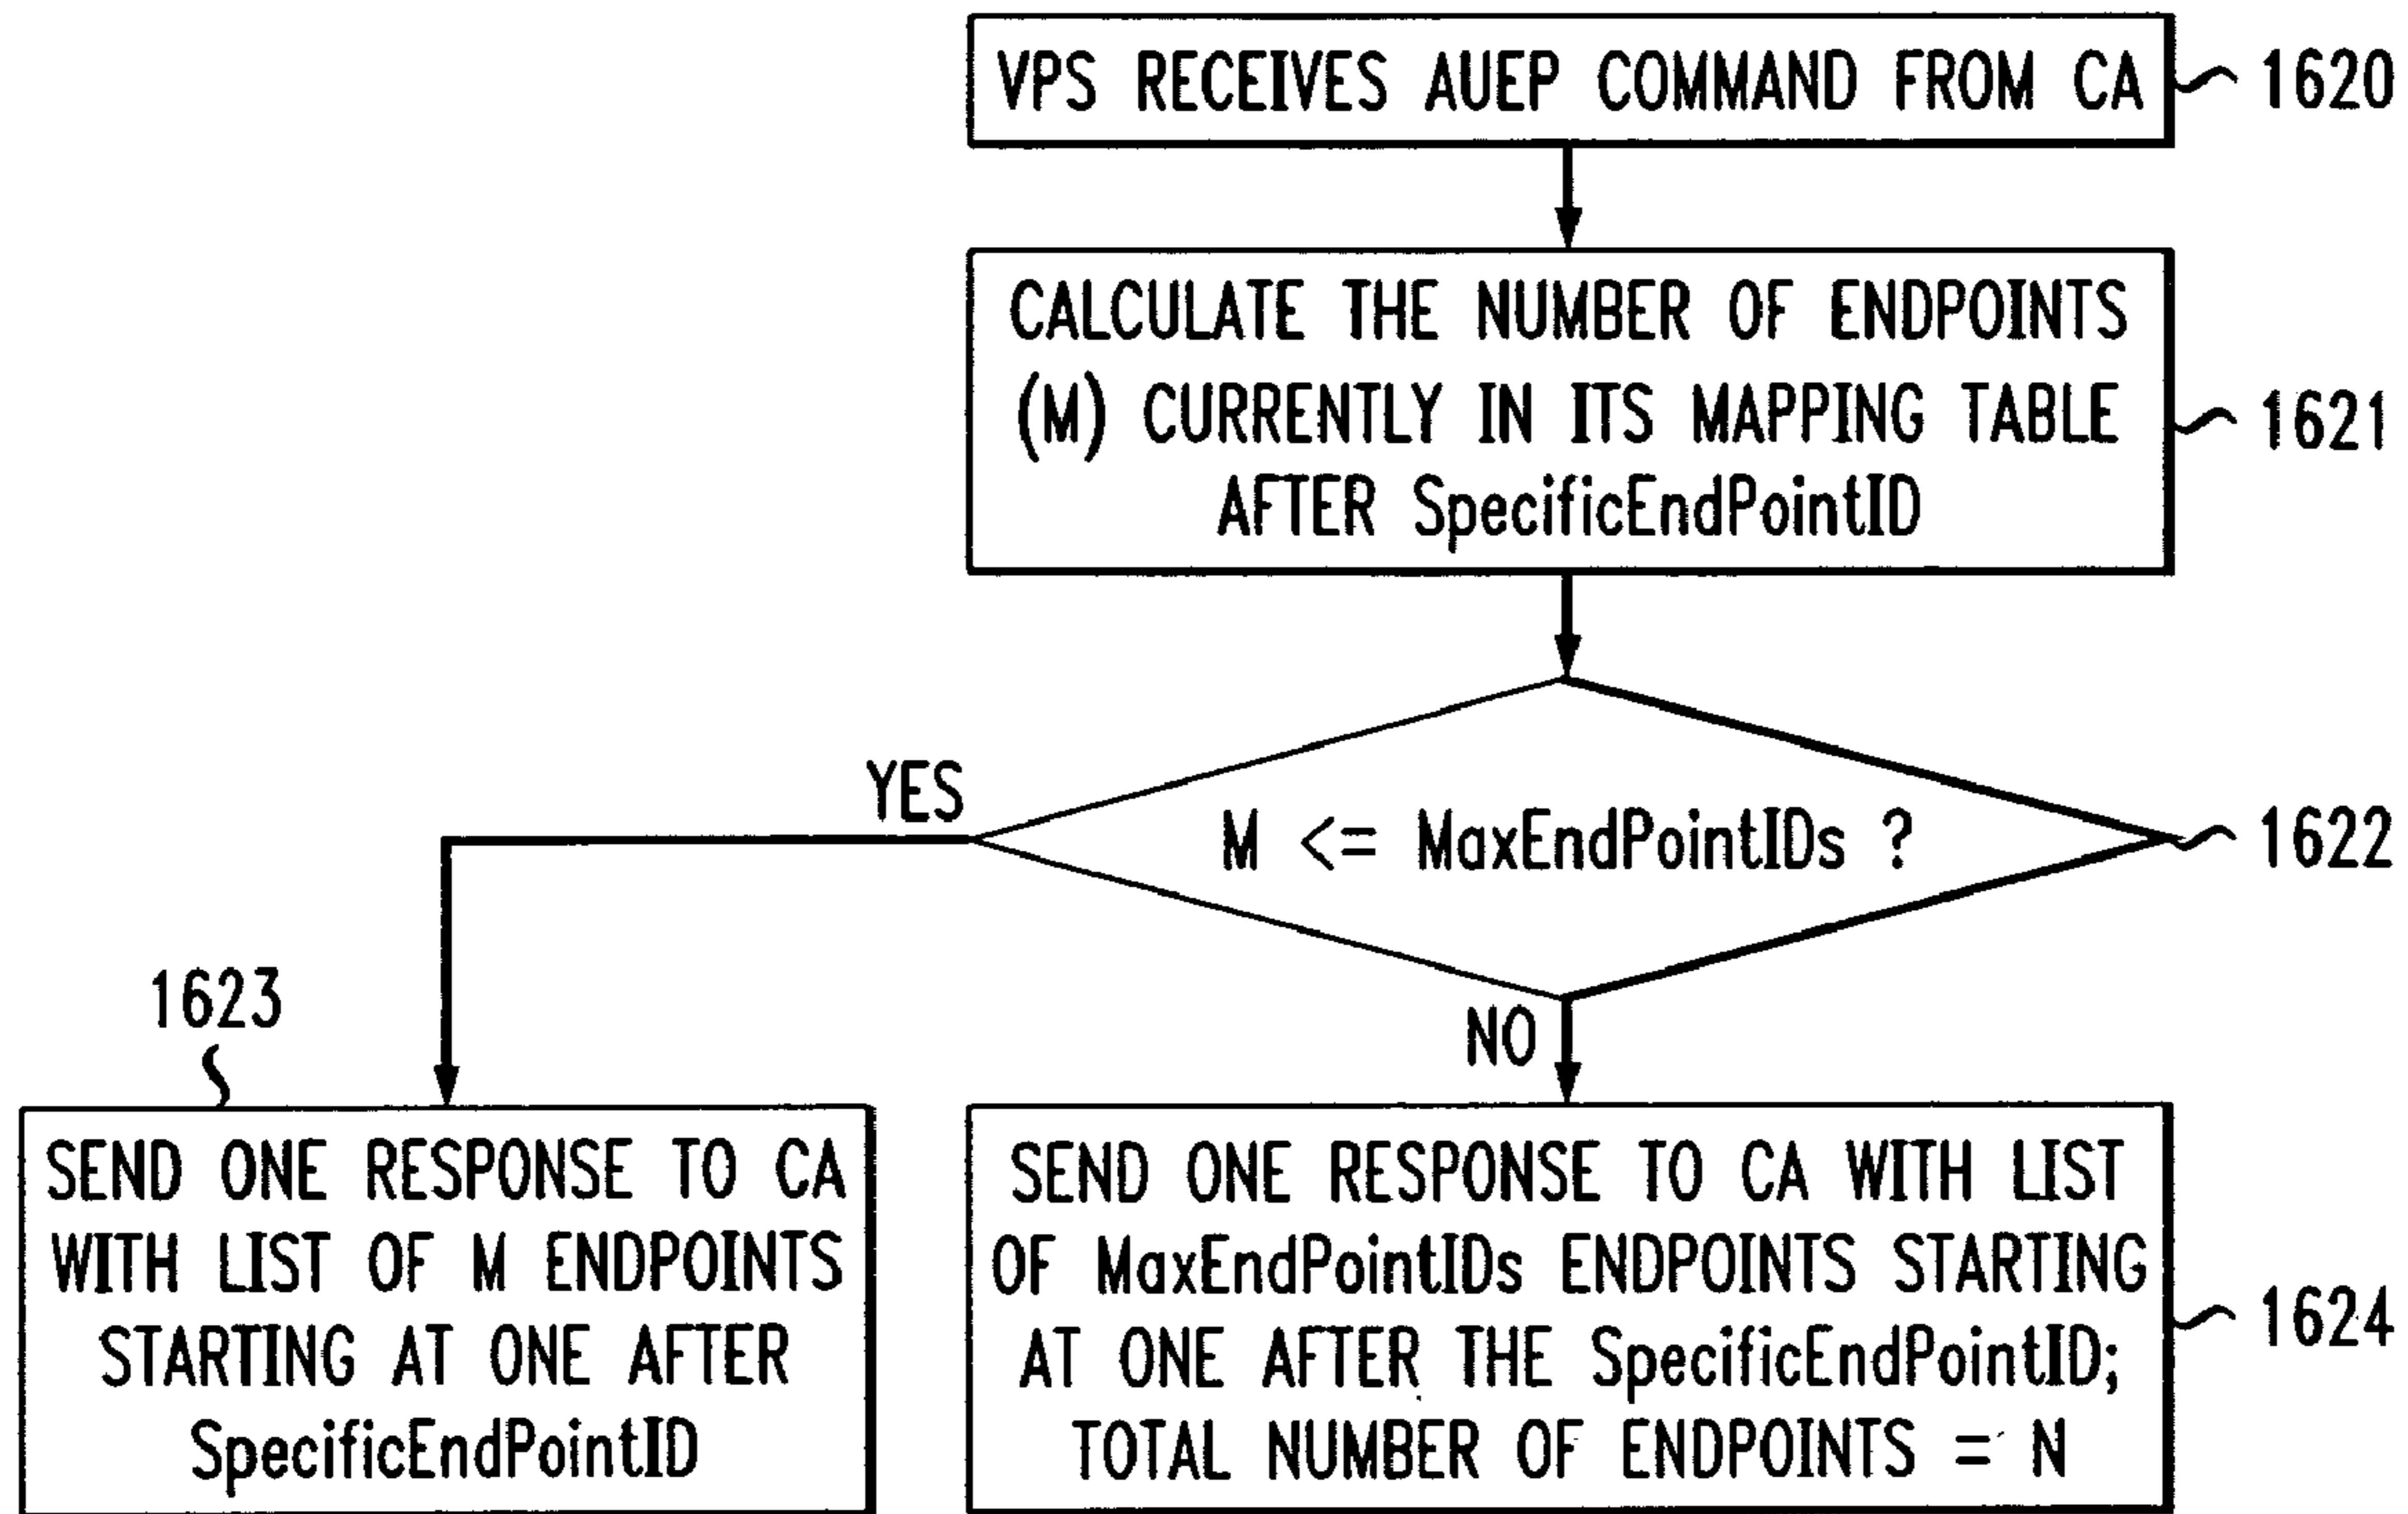 VPS RECEIVES AUEP COMMAND FROM CA
1620
CALCULATE THE NUMBER OF ENDPOINTS
(M) CURRENTLY IN ITS MAPPING TABLE
AFTER SpecificEndPointID
1621
YES
M <= MaxEndPointIDs ?
1622
NO
1623
SEND ONE RESPONSE TO CA
WITH LIST OF M ENDPOINTS
STARTING AT ONE AFTER
SpecificEndPointID
SEND ONE RESPONSE TO CA WITH LIST
OF MaxEndPointIDs ENDPOINTS STARTING
AT ONE AFTER THE SpecificEndPointID;
TOTAL NUMBER OF ENDPOINTS = N
1624